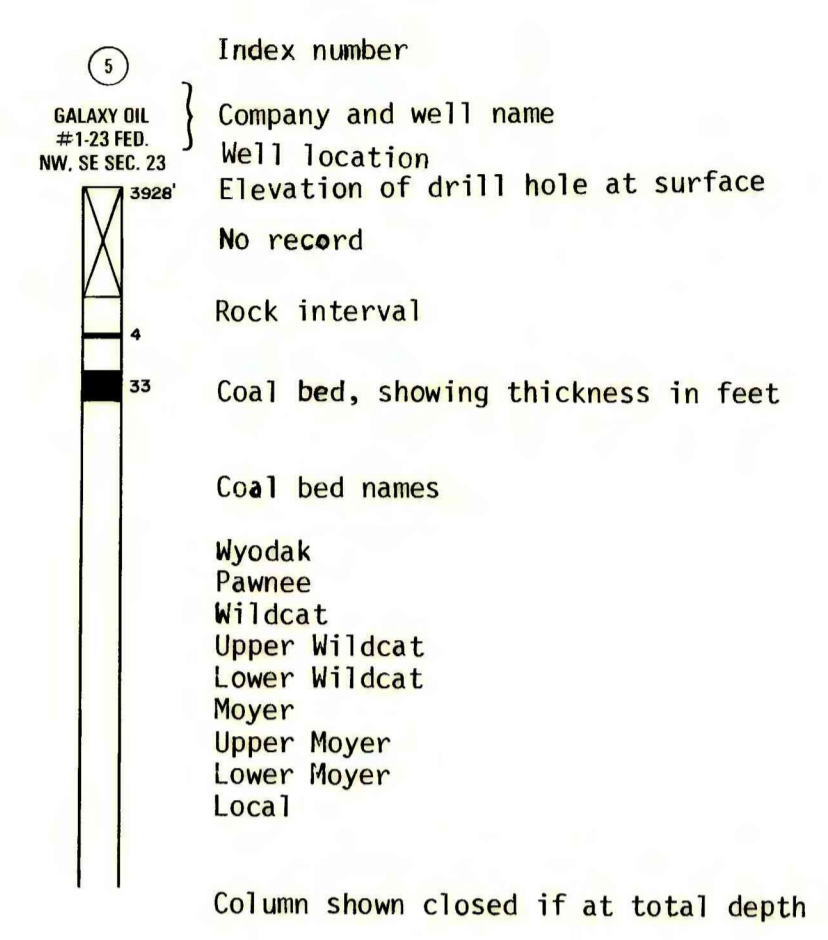 5
Index number
GALAXY OIL
#1-23 FED.
Company and well name
NW, SE SEC. 23
Well location
3928'
Elevation of drill hole at surface
No record
Rock interval
4
33
Coal bed, showing thickness in feet
Coal bed names
Wyodak
Pawnee
Wildcat
Upper Wildcat
Lower Wildcat
Moyer
Upper Moyer
Lower Moyer
Local
Column shown closed if at total depth